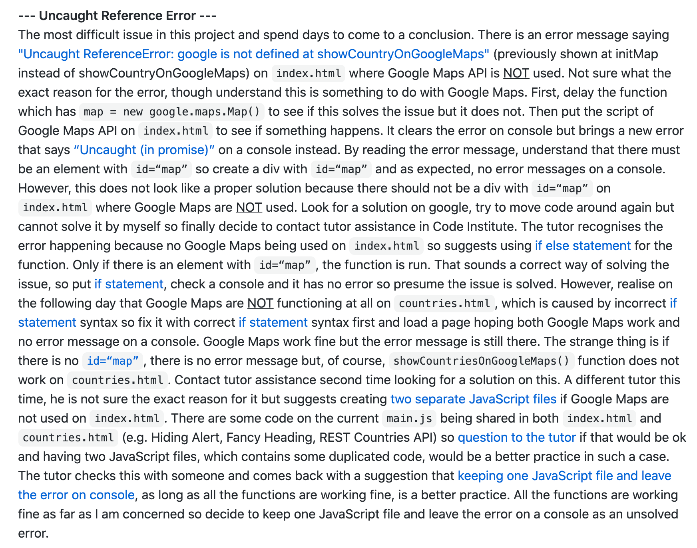 --- Uncaught Reference Error ---
The most difficult issue in this project and spend days to come to a conclusion. There is an error message saying
"Uncaught ReferenceError: google is not defined at showCountryOnGoogleMaps" (previously shown at initMap
instead of showCountryOnGoogleMaps) on index.html where Google Maps API is NOT used. Not sure what the
exact reason for the error, though understand this is something to do with Google Maps. First, delay the function
which has map = new google.maps.Map() to see if this solves the issue but it does not. Then put the script of
Google Maps API on index.html to see if something happens. It clears the error on console but brings a new error
that says “Uncaught (in promise)” on a console instead. By reading the error message, understand that there must
be an element with id=“map” so create a div with id=“map” and as expected, no error messages on a console.
However, this does not look like a proper solution because there should not be a div with id=“map” on
index.html where Google Maps are NOT used. Look for a solution on google, try to move code around again but
cannot solve it by myself so finally decide to contact tutor assistance in Code Institute. The tutor recognises the
error happening because no Google Maps being used on index.html so suggests using if else statement for the
function. Only if there is an element with id=“map” , the function is run. That sounds a correct way of solving the
issue, so put if statement, check a console and it has no error so presume the issue is solved. However, realise on
the following day that Google Maps are NOT functioning at all on countries.html , which is caused by incorrect if
statement syntax so fix it with correct if statement syntax first and load a page hoping both Google Maps work and
no error message on a console. Google Maps work fine but the error message is still there. The strange thing is if
there is no id=“map” , there is no error message but, of course, showCountriesOnGoogleMaps() function does not
work on countries.html . Contact tutor assistance second time looking for a solution on this. A different tutor this
time, he is not sure the exact reason for it but suggests creating two separate JavaScript files if Google Maps are
not used on index.html . There are some code on the current main.js being shared in both index.html and
countries.html (e.g. Hiding Alert, Fancy Heading, REST Countries API) so question to the tutor if that would be ok
and having two JavaScript files, which contains some duplicated code, would be a better practice in such a case.
The tutor checks this with someone and comes back with a suggestion that keeping one JavaScript file and leave
the error on console, as long as all the functions are working fine, is a better practice. All the functions are working
fine as far as I am concerned so decide to keep one JavaScript file and leave the error on a console as an unsolved
error.